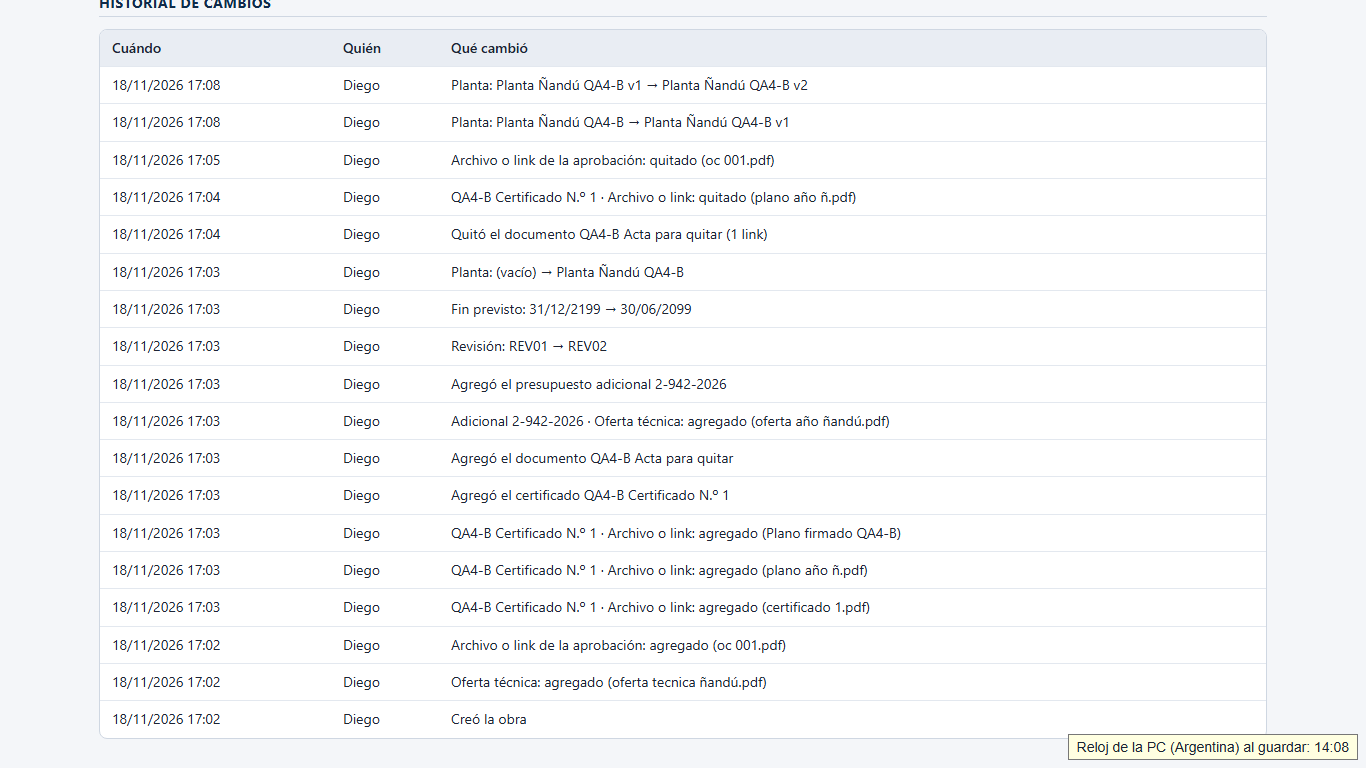 HISTORIAL DE CAMBIOS
Cuándo Quién Qué cambió
18/11/2026 17:08 Diego Planta: Planta Ñandú QA4-B v1 → Planta Ñandú QA4-B v2
18/11/2026 17:08 Diego Planta: Planta Ñandú QA4-B → Planta Ñandú QA4-B v1
18/11/2026 17:05 Diego Archivo o link de la aprobación: quitado (oc 001.pdf)
18/11/2026 17:04 Diego QA4-B Certificado N.º 1 · Archivo o link: quitado (plano año ñ.pdf)
18/11/2026 17:04 Diego Quitó el documento QA4-B Acta para quitar (1 link)
18/11/2026 17:03 Diego Planta: (vacío) → Planta Ñandú QA4-B
18/11/2026 17:03 Diego Fin previsto: 31/12/2199 → 30/06/2099
18/11/2026 17:03 Diego Revisión: REV01 → REV02
18/11/2026 17:03 Diego Agregó el presupuesto adicional 2-942-2026
18/11/2026 17:03 Diego Adicional 2-942-2026 · Oferta técnica: agregado (oferta año ñandú.pdf)
18/11/2026 17:03 Diego Agregó el documento QA4-B Acta para quitar
18/11/2026 17:03 Diego Agregó el certificado QA4-B Certificado N.º 1
18/11/2026 17:03 Diego QA4-B Certificado N.º 1 · Archivo o link: agregado (Plano firmado QA4-B)
18/11/2026 17:03 Diego QA4-B Certificado N.º 1 · Archivo o link: agregado (plano año ñ.pdf)
18/11/2026 17:03 Diego QA4-B Certificado N.º 1 · Archivo o link: agregado (certificado 1.pdf)
18/11/2026 17:02 Diego Archivo o link de la aprobación: agregado (oc 001.pdf)
18/11/2026 17:02 Diego Oferta técnica: agregado (oferta tecnica ñandú.pdf)
18/11/2026 17:02 Diego Creó la obra
Reloj de la PC (Argentina) al guardar: 14:08